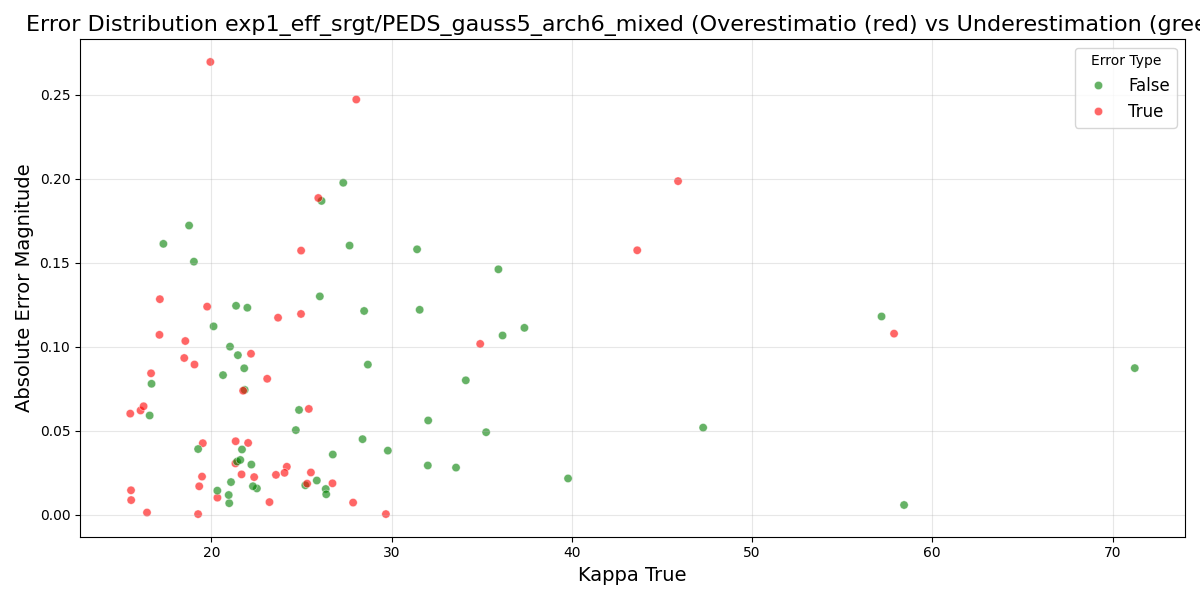 Error Distribution exp1_eff_srgt/PEDS_gauss5_arch6_mixed (Overestimatio (red) vs Underestimation (gree
Error Type
False
True
0.25
0.20
0.15
0.10
0.05
0.00
Absolute Error Magnitude
20 30 40 50 60 70
Kappa True